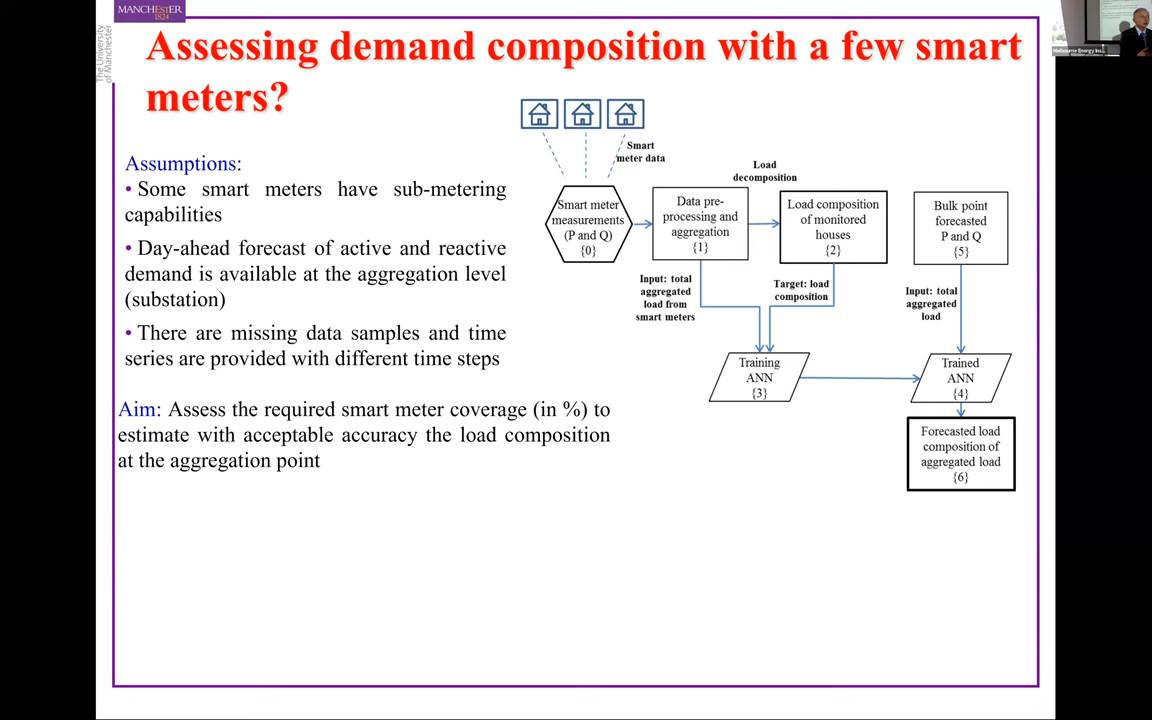 MANCHESTER
1824
The University
of Manchester
Assessing demand composition with a few smart
meters?
Assumptions:
• Some smart meters have sub-metering
capabilities
• Day-ahead forecast of active and reactive
demand is available at the aggregation level
(substation)
• There are missing data samples and time
series are provided with different time steps
Aim: Assess the required smart meter coverage (in %) to
estimate with acceptable accuracy the load composition
at the aggregation point
Smart
meter data
Load
decomposition
Smart meter
measurements
(P and Q)
{0}
Data pre-
processing and
aggregation
{1}
Load composition
of monitored
houses
{2}
Bulk point
forecasted
P and Q
{5}
Input: total
aggregated
load from
smart meters
Target: load
composition
Input: total
aggregated
load
Training
ANN
{3}
Trained
ANN
{4}
Forecasted load
composition of
aggregated load
{6}
Melbourne Energy Ins...